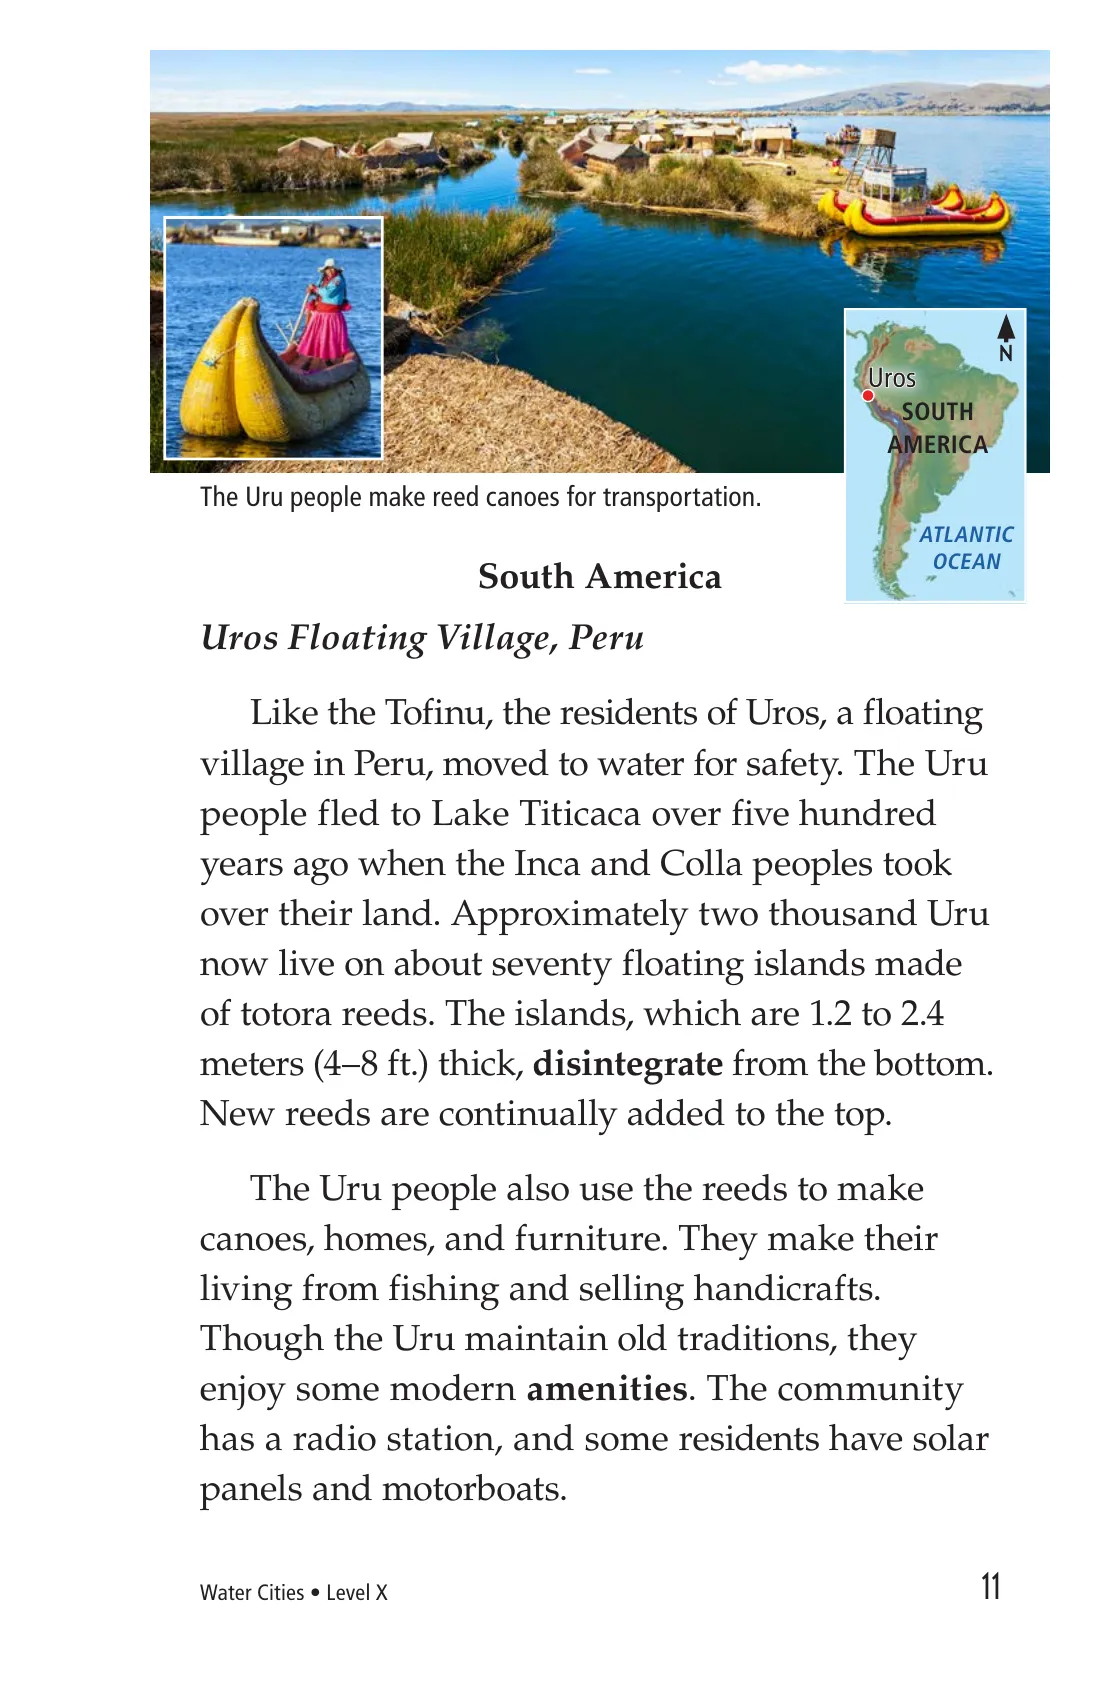 N
Uros
SOUTH
AMERICA
ATLANTIC
OCEAN
The Uru people make reed canoes for transportation.
South America
Uros Floating Village, Peru
Like the Tofinu, the residents of Uros, a floating
village in Peru, moved to water for safety. The Uru
people fled to Lake Titicaca over five hundred
years ago when the Inca and Colla peoples took
over their land. Approximately two thousand Uru
now live on about seventy floating islands made
of totora reeds. The islands, which are 1.2 to 2.4
meters (4–8 ft.) thick, disintegrate from the bottom.
New reeds are continually added to the top.
The Uru people also use the reeds to make
canoes, homes, and furniture. They make their
living from fishing and selling handicrafts.
Though the Uru maintain old traditions, they
enjoy some modern amenities. The community
has a radio station, and some residents have solar
panels and motorboats.
Water Cities • Level X
11